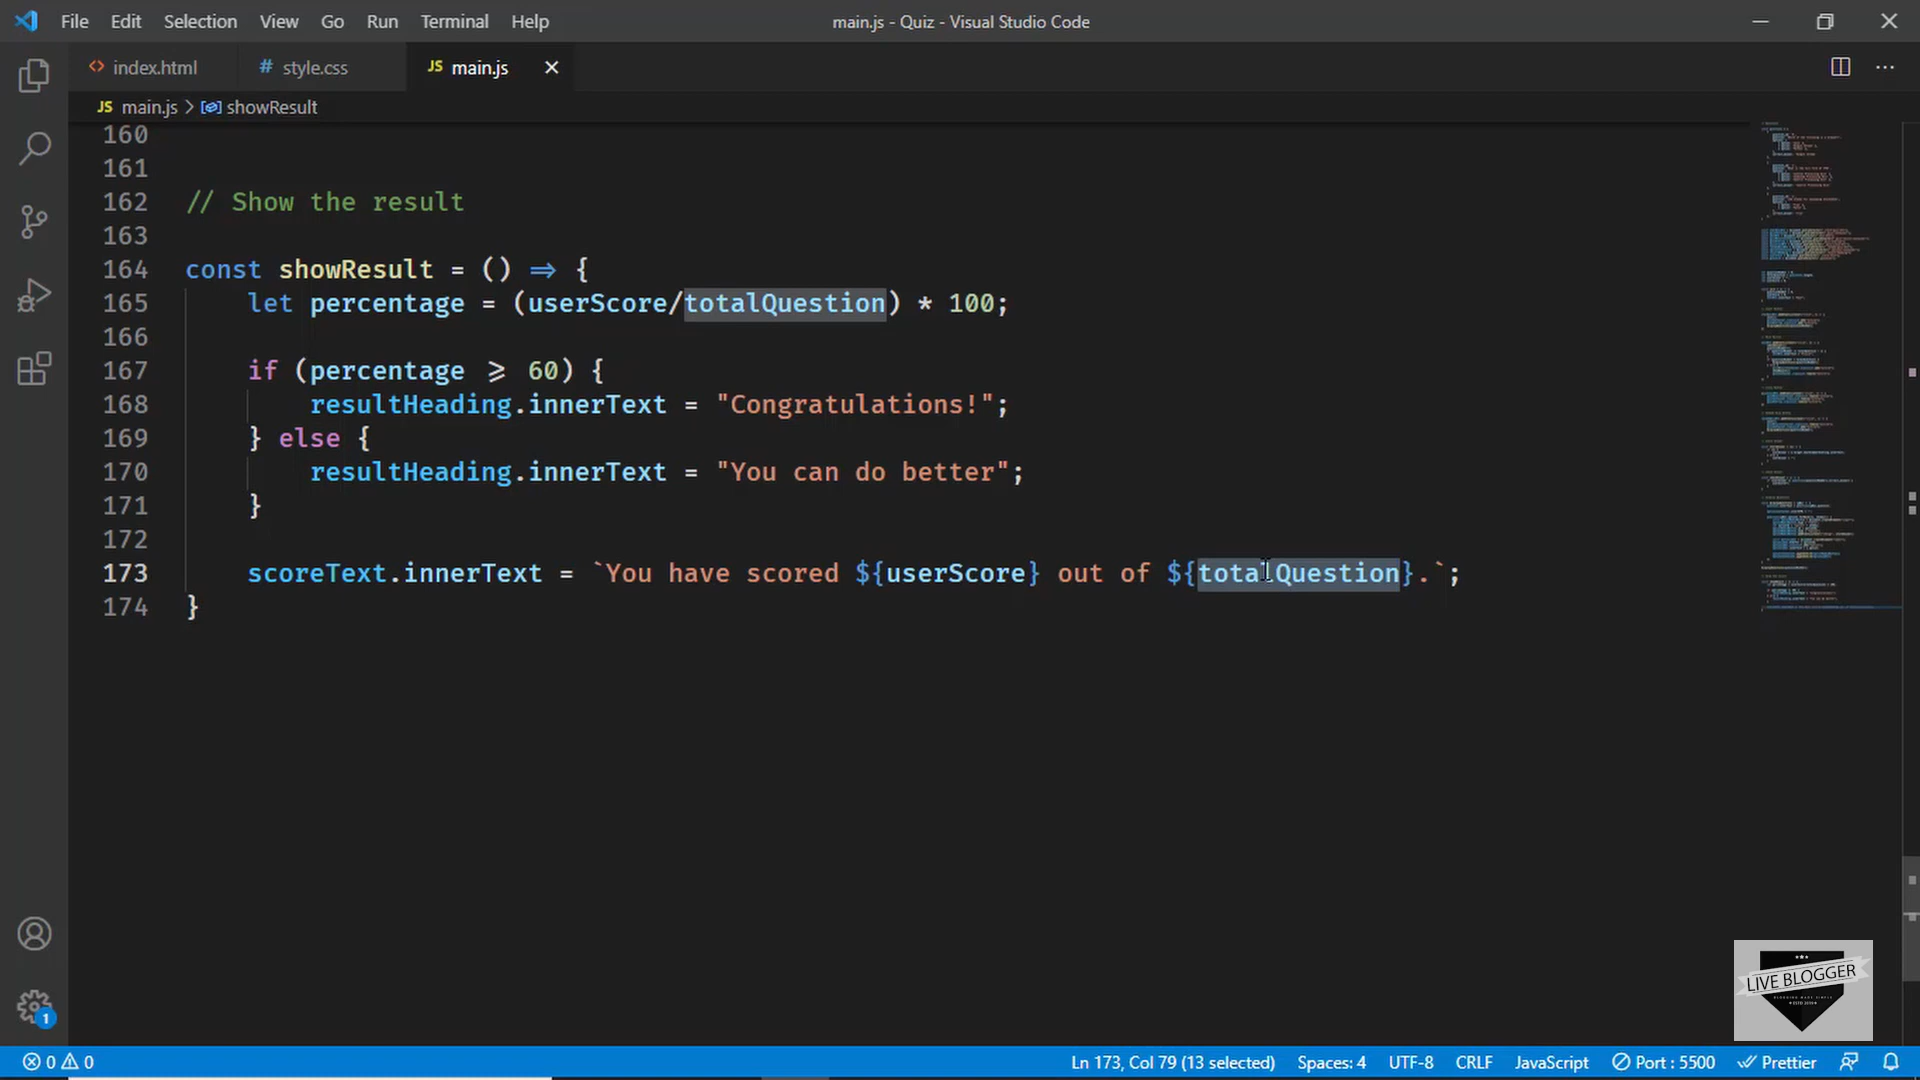 File Edit Selection View Go Run Terminal Help main.js - Quiz - Visual Studio Code
index.html # style.css JS main.js
JS main.js > showResult
160
161
162 // Show the result
163
164 const showResult = () => {
165 let percentage = (userScore/totalQuestion) * 100;
166
167 if (percentage >= 60) {
168 resultHeading.innerText = "Congratulations!";
169 } else {
170 resultHeading.innerText = "You can do better";
171 }
172
173 scoreText.innerText = `You have scored ${userScore} out of ${totalQuestion}.`;
174 }
LIVE BLOGGER
1
0 0 Ln 173, Col 79 (13 selected) Spaces: 4 UTF-8 CRLF JavaScript Port : 5500 Prettier